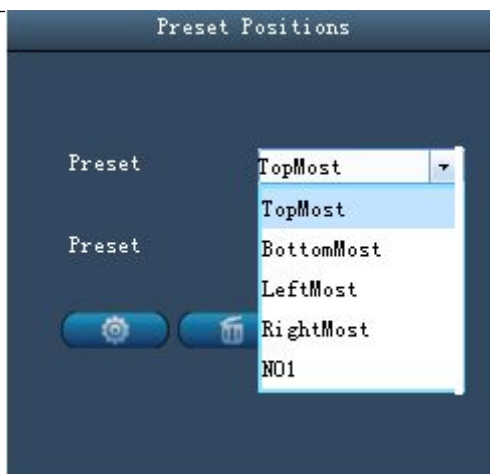 Preset Positions
Preset
TopMost
TopMost
Preset
BottomMost
LeftMost
RightMost
NO1